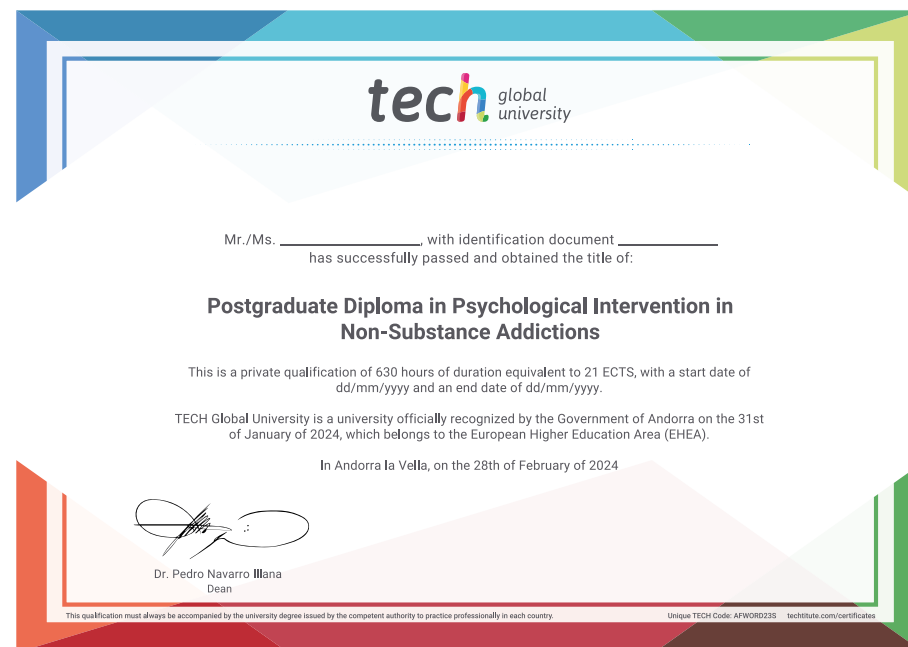 tech global university
Mr./Ms. ____________________, with identification document ______________
has successfully passed and obtained the title of:
Postgraduate Diploma in Psychological Intervention in
Non-Substance Addictions
This is a private qualification of 630 hours of duration equivalent to 21 ECTS, with a start date of
dd/mm/yyyy and an end date of dd/mm/yyyy.
TECH Global University is a university officially recognized by the Government of Andorra on the 31st
of January of 2024, which belongs to the European Higher Education Area (EHEA).
In Andorra la Vella, on the 28th of February of 2024
Dr. Pedro Navarro Illana
Dean
This qualification must always be accompanied by the university degree issued by the competent authority to practice professionally in each country.
Unique TECH Code: AFWORD23S techtitute.com/certificates